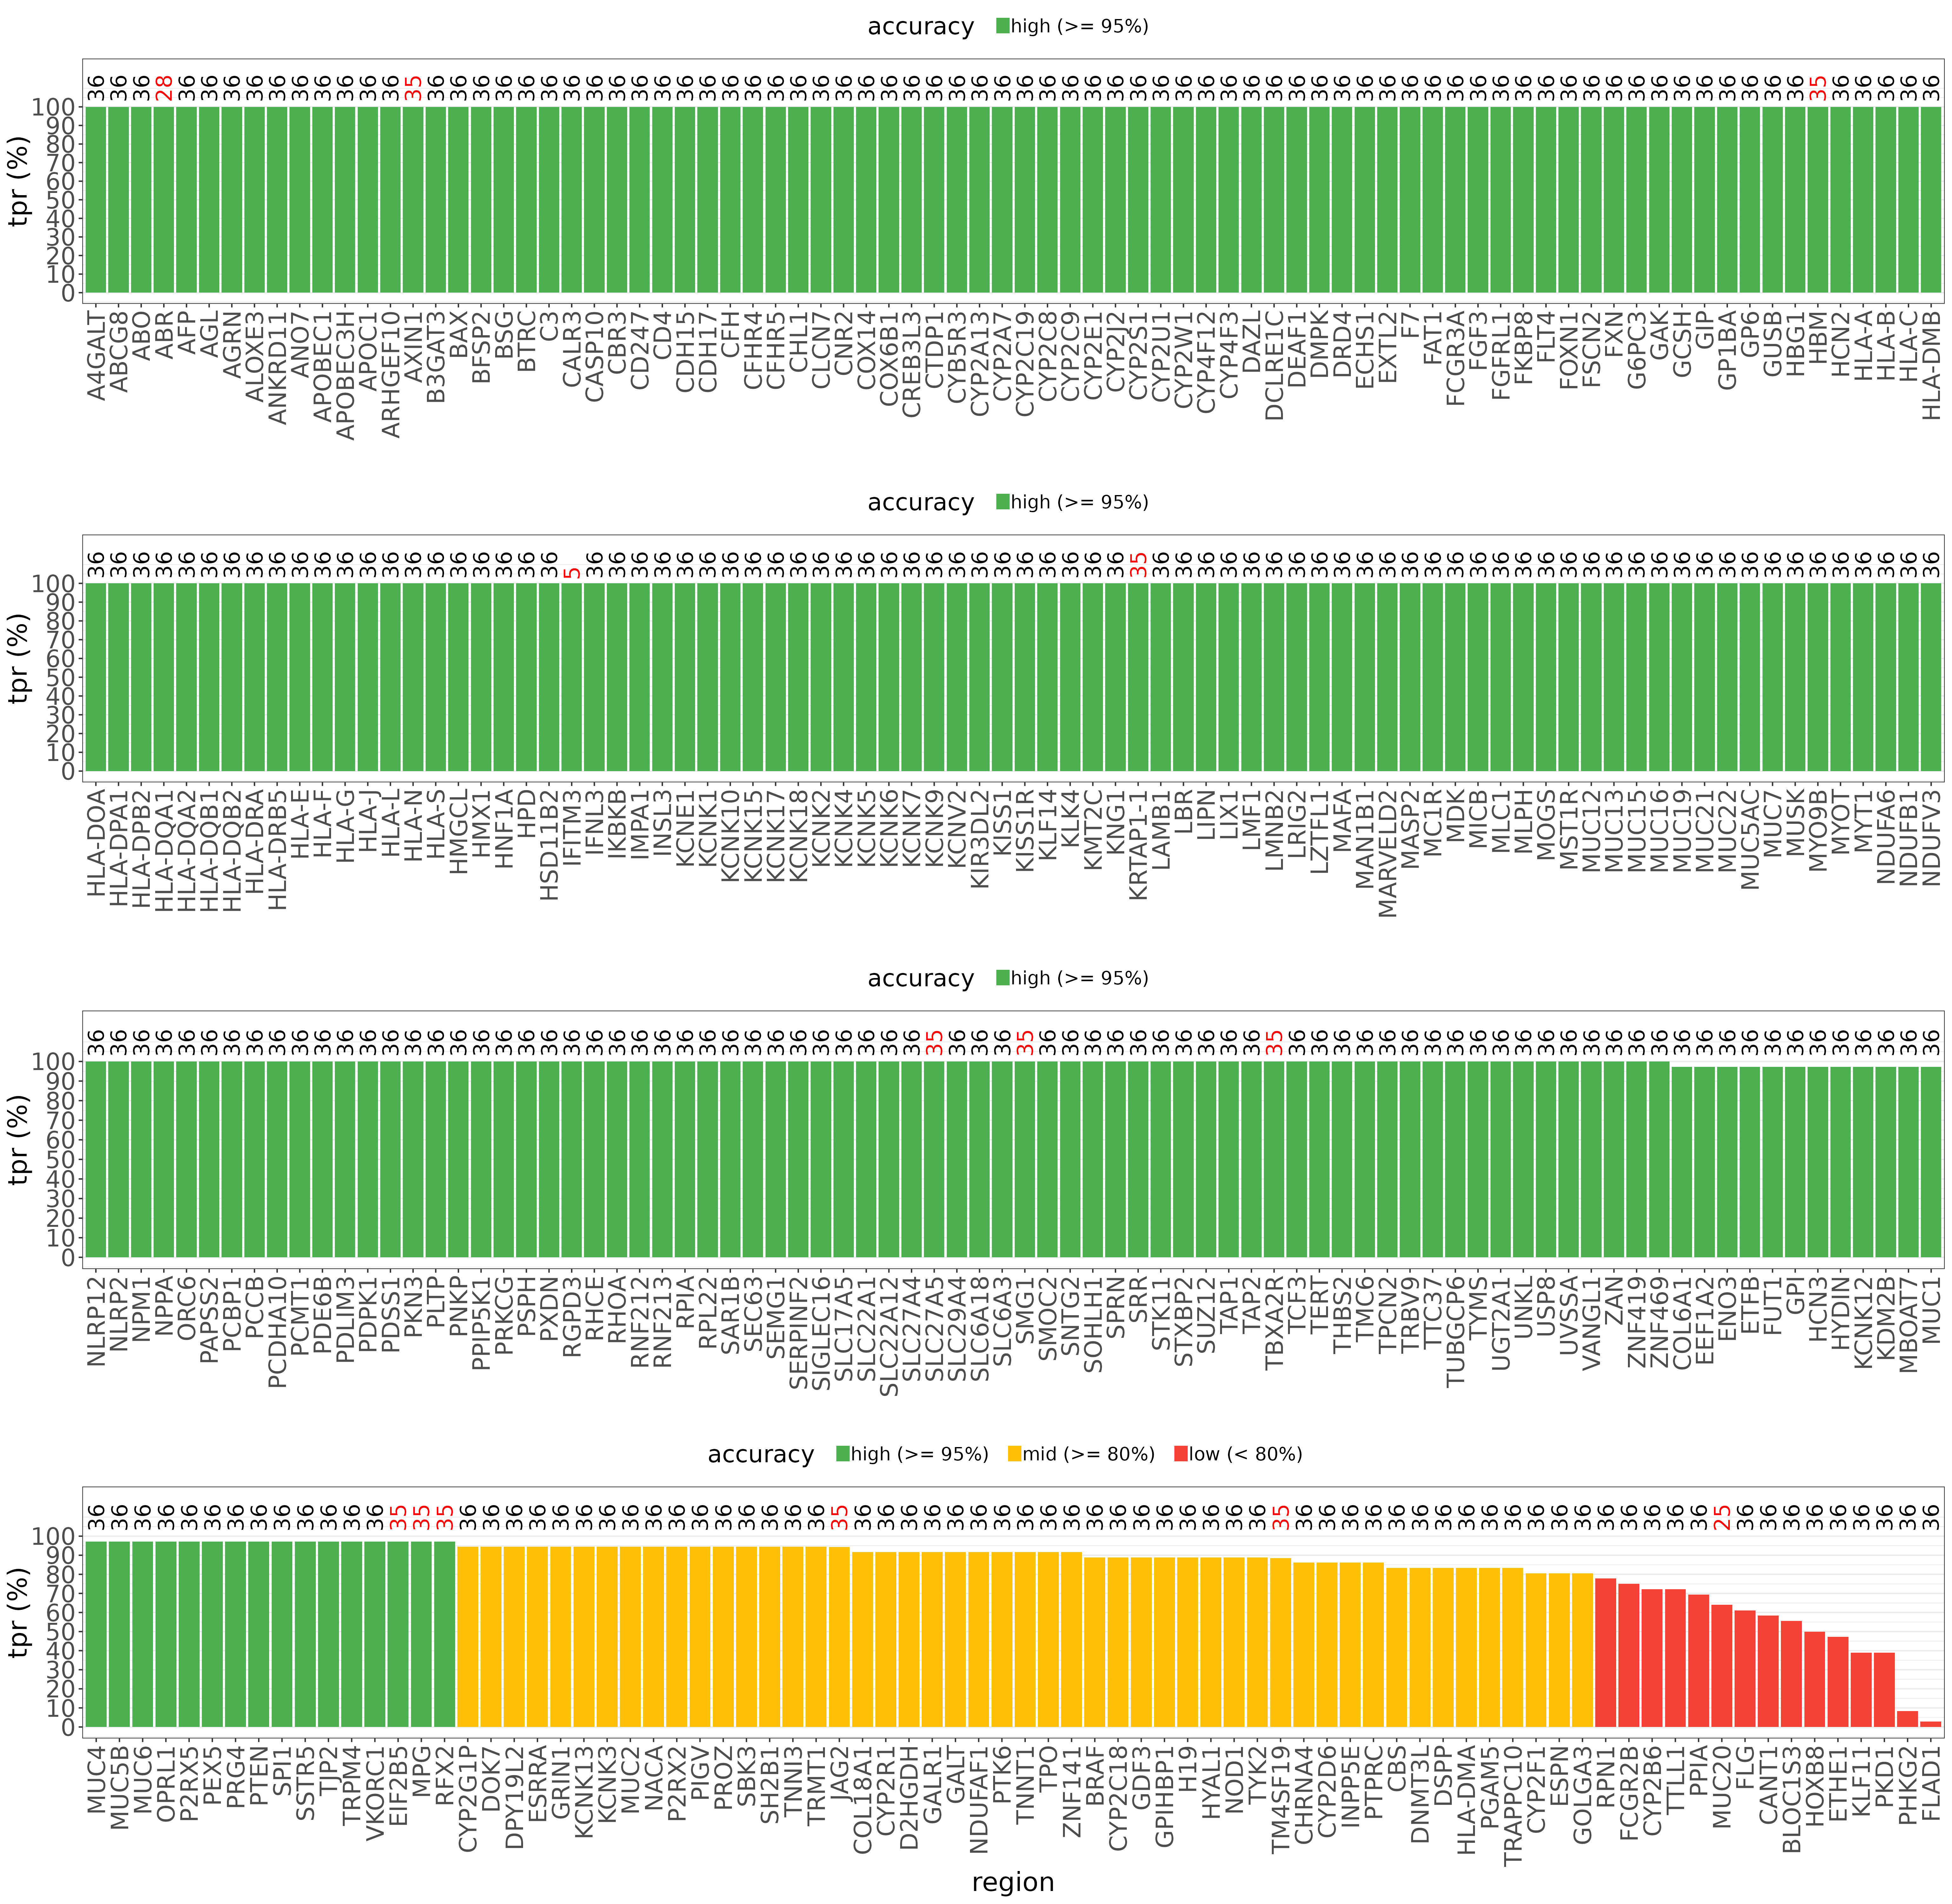 accuracy high (>= 95%)
36 36 36 28 36 36 36 36 36 36 36 36 36 36 35 36 36 36 36 36 36 36 36 36 36 36 36 36 36 36 36 36 36 36 36 36 36 36 36 36 36 36 36 36 36 36 36 36 36 36 36 36 36 36 36 36 36 36 36 36 36 36 36 36 36 36 36 36 36 36 36 36 36 36 36 36 35 36 36 36 36 36
tpr (%)
100
90
80
70
60
50
40
30
20
10
0
A4GALT ABCG8 ABO ABR AFP AGL AGRN ALOXE3 ANKRD11 ANO7 APOBEC1 APOBEC3H APOC1 ARHGEF10 AXIN1 B3GAT3 BAX BFSP2 BSG BTRC C3 CALR3 CASP10 CBR3 CD247 CD4 CDH15 CDH17 CFH CFHR4 CFHR5 CHL1 CLCN7 CNR2 COX14 COX6B1 CREB3L3 CTDP1 CYB5R3 CYP2A13 CYP2A7 CYP2C19 CYP2C8 CYP2C9 CYP2E1 CYP2J2 CYP2S1 CYP2U1 CYP2W1 CYP4F12 CYP4F3 DAZL DCLRE1C DEAF1 DMPK DRD4 ECHS1 EXTL2 F7 FAT1 FCGR3A FGF3 FGFRL1 FKBP8 FLT4 FOXN1 FSCN2 FXN G6PC3 GAK GCSH GIP GP1BA GP6 GUSB HBG1 HBM HCN2 HLA-A HLA-B HLA-C HLA-DMB
accuracy high (>= 95%)
36 36 36 36 36 36 36 36 36 36 36 36 36 36 36 36 36 36 36 36 36 5 36 36 36 36 36 36 36 36 36 36 36 36 36 36 36 36 36 36 36 36 36 36 36 36 35 36 36 36 36 36 36 36 36 36 36 36 36 36 36 36 36 36 36 36 36 36 36 36 36 36 36 36 36 36 36 36 36 36 36 36
tpr (%)
100
90
80
70
60
50
40
30
20
10
0
HLA-DOA HLA-DPA1 HLA-DPB2 HLA-DQA1 HLA-DQA2 HLA-DQB1 HLA-DQB2 HLA-DRA HLA-DRB5 HLA-E HLA-F HLA-G HLA-J HLA-L HLA-N HLA-S HMGCL HMX1 HNF1A HPD HSD11B2 IFITM3 IFNL3 IKBKB IMPA1 INSL3 KCNE1 KCNK1 KCNK10 KCNK15 KCNK17 KCNK18 KCNK2 KCNK4 KCNK5 KCNK6 KCNK7 KCNK9 KCNV2 KIR3DL2 KISS1 KISS1R KLF14 KLK4 KMT2C KNG1 KRTAP1-1 LAMB1 LBR LIPN LIX1 LMF1 LMNB2 LRIG2 LZTFL1 MAFA MAN1B1 MARVELD2 MASP2 MC1R MDK MICB MLC1 MLPH MOGS MST1R MUC12 MUC13 MUC15 MUC16 MUC19 MUC21 MUC22 MUC5AC MUC7 MUSK MYO9B MYOT MYT1 NDUFA6 NDUFB1 NDUFV3
accuracy high (>= 95%)
36 36 36 36 36 36 36 36 36 36 36 36 36 36 36 36 36 36 36 36 36 36 36 36 36 36 36 36 36 36 36 36 36 36 36 36 36 35 36 36 36 35 36 36 36 36 36 36 36 36 36 36 35 36 36 36 36 36 36 36 36 36 36 36 36 36 36 36 36 36 36 36 36 36 36 36 36 36 36 36 36 36
tpr (%)
100
90
80
70
60
50
40
30
20
10
0
NLRP12 NLRP2 NPM1 NPPA ORC6 PAPSS2 PCBP1 PCCB PCDHA10 PCMT1 PDE6B PDLIM3 PDPK1 PDSS1 PKN3 PLTP PNKP PPIP5K1 PRKCG PSPH PXDN RGPD3 RHCE RHOA RNF212 RNF213 RPIA RPL22 SAR1B SEC63 SEMG1 SERPINF2 SIGLEC16 SLC17A5 SLC22A1 SLC22A12 SLC27A4 SLC27A5 SLC29A4 SLC6A18 SLC6A3 SMG1 SMOC2 SNTG2 SOHLH1 SPRN SRR STK11 STXBP2 SUZ12 TAP1 TAP2 TBXA2R TCF3 TERT THBS2 TMC6 TPCN2 TRBV9 TTC37 TUBGCP6 TYMS UGT2A1 UNKL USP8 UVSSA VANGL1 ZAN ZNF419 ZNF469 COL6A1 EEF1A2 ENO3 ETFB FUT1 GPI HCN3 HYDIN KCNK12 KDM2B MBOAT7 MUC1
accuracy high (>= 95%) mid (>= 80%) low (< 80%)
36 36 36 36 36 36 36 36 36 36 36 36 36 35 35 35 36 36 36 36 36 36 36 36 36 36 36 36 36 36 36 36 35 36 36 36 36 36 36 36 36 36 36 36 36 36 36 36 36 36 36 35 36 36 36 36 36 36 36 36 36 36 36 36 36 36 36 36 36 36 25 36 36 36 36 36 36 36 36 36
tpr (%)
100
90
80
70
60
50
40
30
20
10
0
MUC4 MUC5B MUC6 OPRL1 P2RX5 PEX5 PRG4 PTEN SPI1 SSTR5 TJP2 TRPM4 VKORC1 EIF2B5 MPG RFX2 CYP2G1P DOK7 DPY19L2 ESRRA GRIN1 KCNK13 KCNK3 MUC2 NACA P2RX2 PIGV PROZ SBK3 SH2B1 TNNI3 TRMT1 JAG2 COL18A1 CYP2R1 D2HGDH GALR1 GALT NDUFAF1 PTK6 TNNT1 TPO ZNF141 BRAF CYP2C18 GDF3 GPIHBP1 H19 HYAL1 NOD1 TYK2 TM4SF19 CHRNA4 CYP2D6 INPP5E PTPRC CBS DNMT3L DSPP HLA-DMA PGAM5 TRAPPC10 CYP2F1 ESPN GOLGA3 RPN1 FCGR2B CYP2B6 TTLL1 PPIA MUC20 FLG CANT1 BLOC1S3 HOXB8 ETHE1 KLF11 PKD1 PHKG2 FLAD1
region